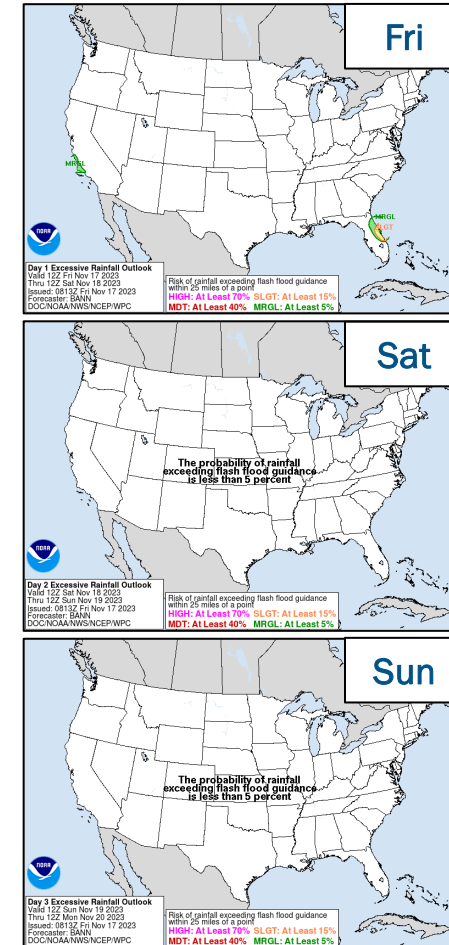 Fri
MRGL
MRGL
SLGT
NOAA
Day 1 Excessive Rainfall Outlook
Valid 12Z Fri Nov 17 2023
Thru 12Z Sat Nov 18 2023
Issued: 0813Z Fri Nov 17 2023
Forecaster: BANN
DOC/NOAA/NWS/NCEP/WPC
Risk of rainfall exceeding flash flood guidance
within 25 miles of a point
HIGH: At Least 70% SLGT: At Least 15%
MDT: At Least 40% MRGL: At Least 5%
Sat
The probability of rainfall
exceeding flash flood guidance
is less than 5 percent
NOAA
Day 2 Excessive Rainfall Outlook
Valid 12Z Sat Nov 18 2023
Thru 12Z Sun Nov 19 2023
Issued: 0813Z Fri Nov 17 2023
Forecaster: BANN
DOC/NOAA/NWS/NCEP/WPC
Risk of rainfall exceeding flash flood guidance
within 25 miles of a point
HIGH: At Least 70% SLGT: At Least 15%
MDT: At Least 40% MRGL: At Least 5%
Sun
The probability of rainfall
exceeding flash flood guidance
is less than 5 percent
NOAA
Day 3 Excessive Rainfall Outlook
Valid 12Z Sun Nov 19 2023
Thru 12Z Mon Nov 20 2023
Issued: 0813Z Fri Nov 17 2023
Forecaster: BANN
DOC/NOAA/NWS/NCEP/WPC
Risk of rainfall exceeding flash flood guidance
within 25 miles of a point
HIGH: At Least 70% SLGT: At Least 15%
MDT: At Least 40% MRGL: At Least 5%